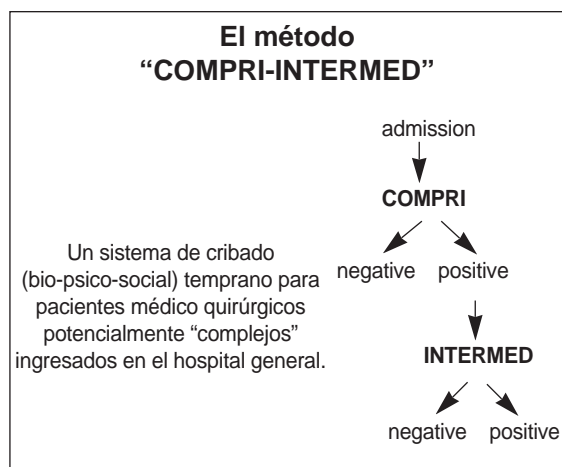 El método
“COMPRI-INTERMED”
admission
COMPRI
negative positive
Un sistema de cribado
(bio-psico-social) temprano para
pacientes médico quirúrgicos
potencialmente “complejos”
ingresados en el hospital general.
INTERMED
negative positive